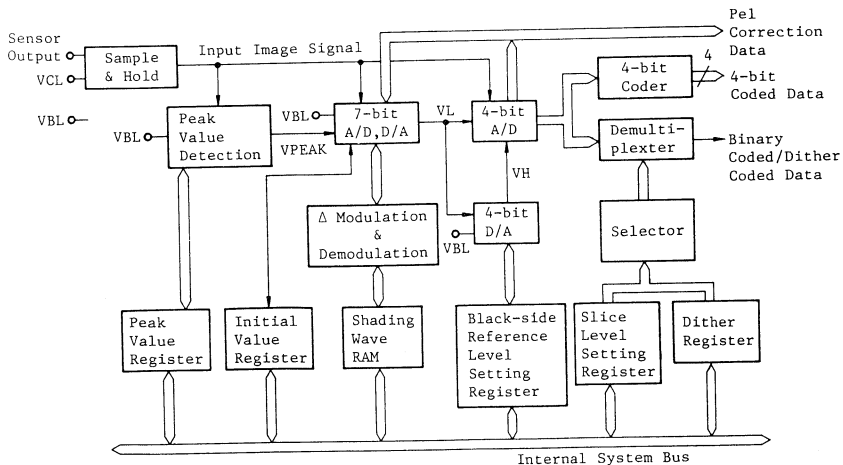 Sensor
Output
VCL
VBL
Sample
& Hold
Input Image Signal
Pel
Correction
Data
4-bit
Coder
4
4-bit
Coded Data
VBL
Peak
Value
Detection
VPEAK
VBL
7-bit
A/D,D/A
VL
4-bit
A/D
Demulti-
plexter
Binary
Coded/Dither
Coded Data
VH
Δ Modulation
&
Demodulation
VBL
4-bit
D/A
Selector
Peak
Value
Register
Initial
Value
Register
Shading
Wave
RAM
Black-side
Reference
Level
Setting
Register
Slice
Level
Setting
Register
Dither
Register
Internal System Bus